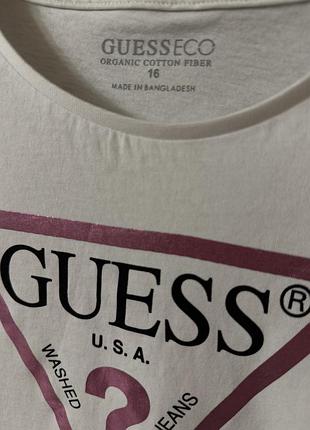 GUESSECO
ORGANIC COTTON FIBER
16
MADE IN BANGLADESH
GUESS®
U.S.A.
WASHED
?
JEANS